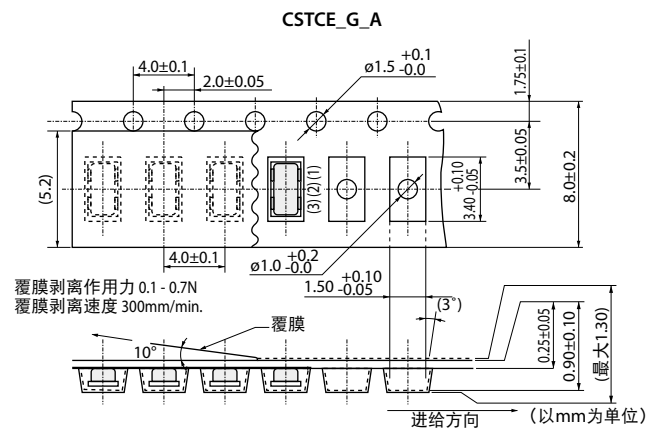 CSTCE_G_A
4.0±0.1
2.0±0.05
ø1.5 +0.1 -0.0
1.75±0.1
3.5±0.05
8.0±0.2
(5.2)
(3) (2) (1)
3.40 +0.10 -0.05
4.0±0.1
ø1.0 +0.2 -0.0
1.50 +0.10 -0.05
覆膜剥离作用力 0.1 - 0.7N
覆膜剥离速度 300mm/min.
覆膜
10°
(3°)
0.25±0.05
0.90±0.10
(最大1.30)
进给方向
（以mm为单位）